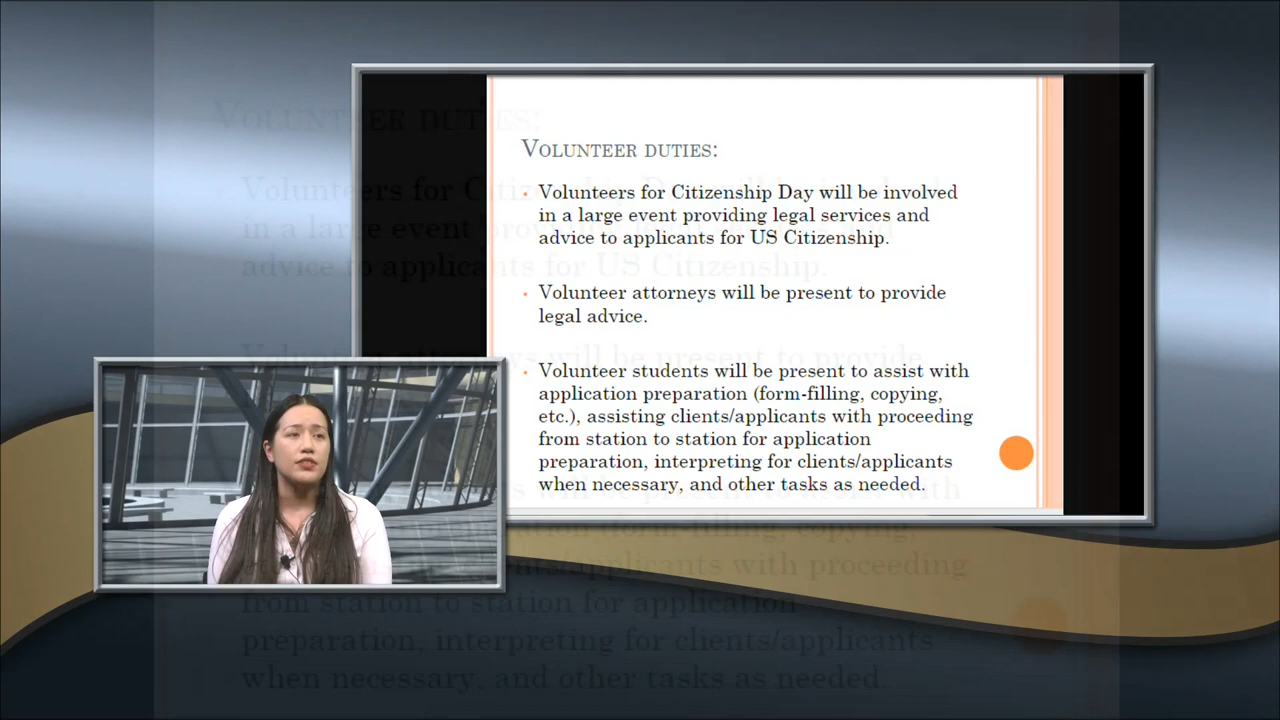 VOLUNTEER DUTIES:
Volunteers for Citizenship Day will be involved
in a large event providing legal services and
advice to applicants for US Citizenship.
Volunteer attorneys will be present to provide
legal advice.
Volunteer students will be present to assist with
application preparation (form-filling, copying,
etc.), assisting clients/applicants with proceeding
from station to station for application
preparation, interpreting for clients/applicants
when necessary, and other tasks as needed.